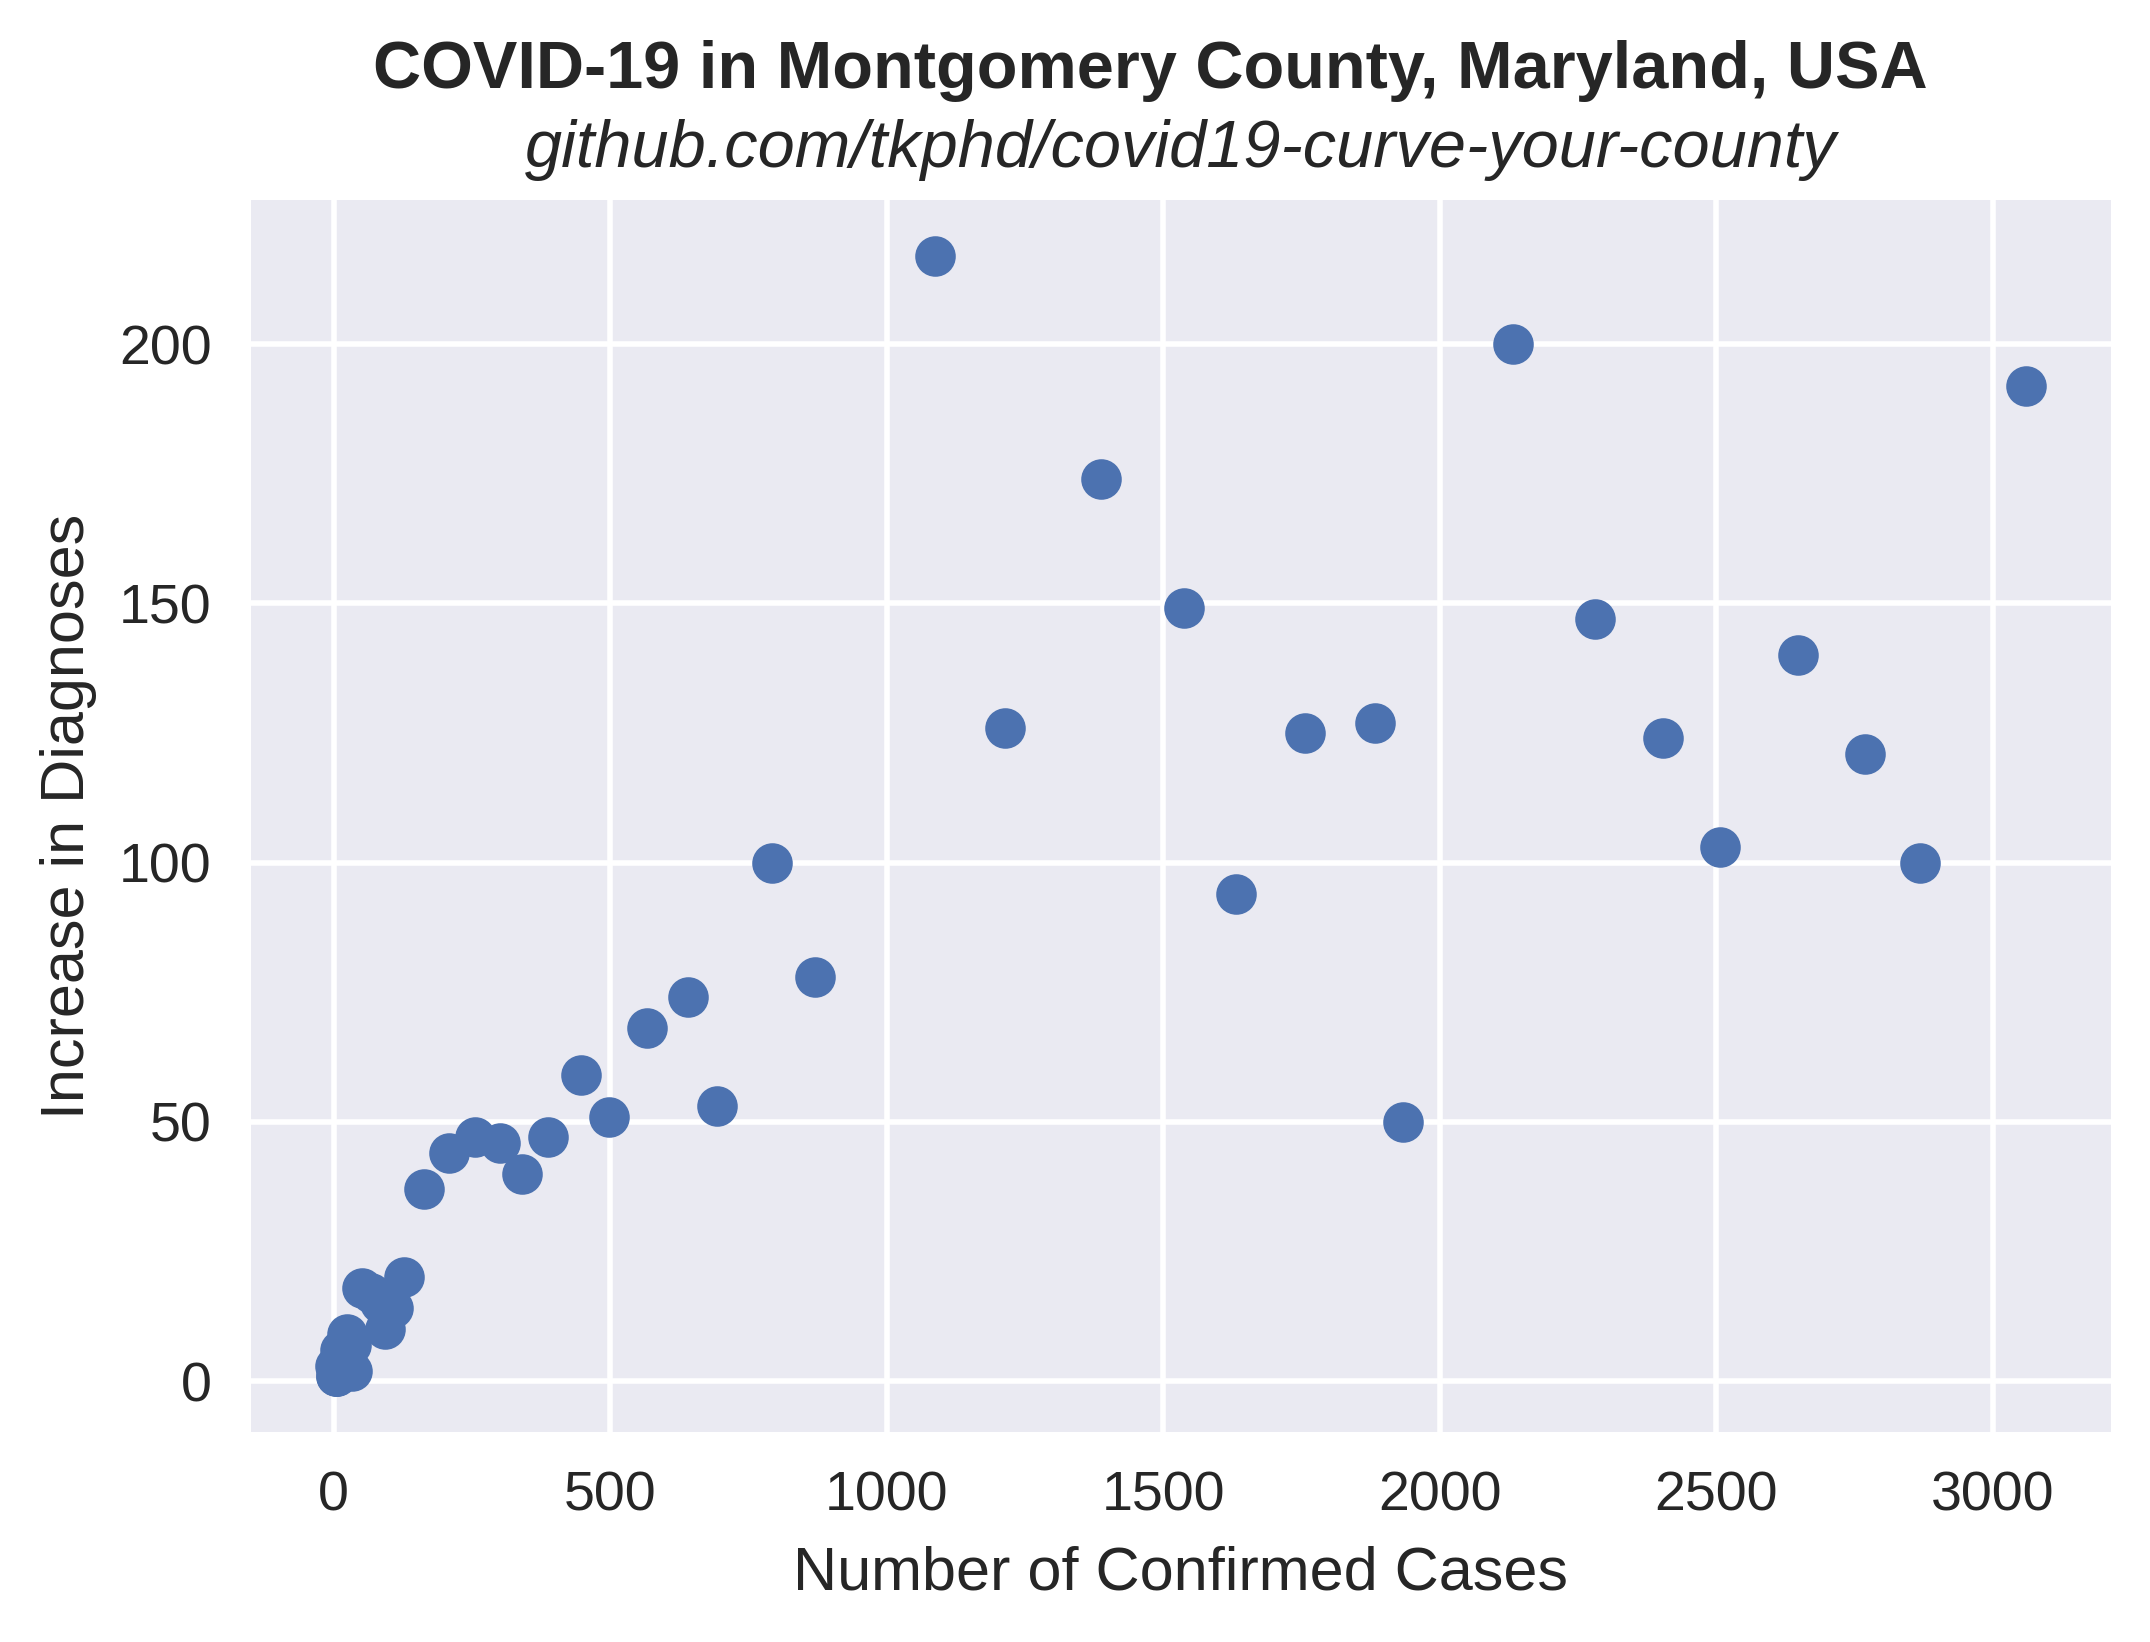 COVID-19 in Montgomery County, Maryland, USA
github.com/tkphd/covid19-curve-your-county
Increase in Diagnoses
200
150
100
50
0
0 500 1000 1500 2000 2500 3000
Number of Confirmed Cases